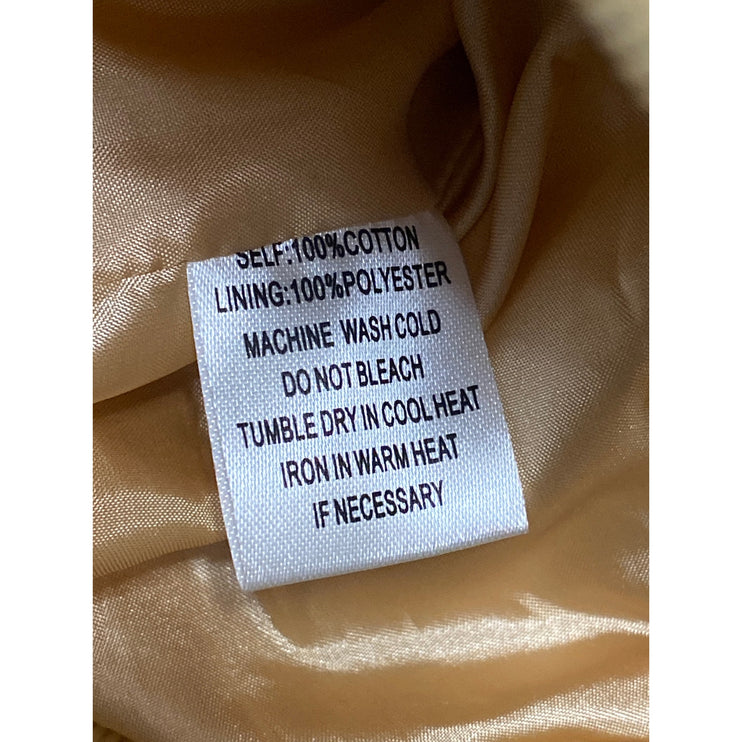 SELF:100%COTTON
LINING:100%POLYESTER
MACHINE WASH COLD
DO NOT BLEACH
TUMBLE DRY IN COOL HEAT
IRON IN WARM HEAT
IF NECESSARY